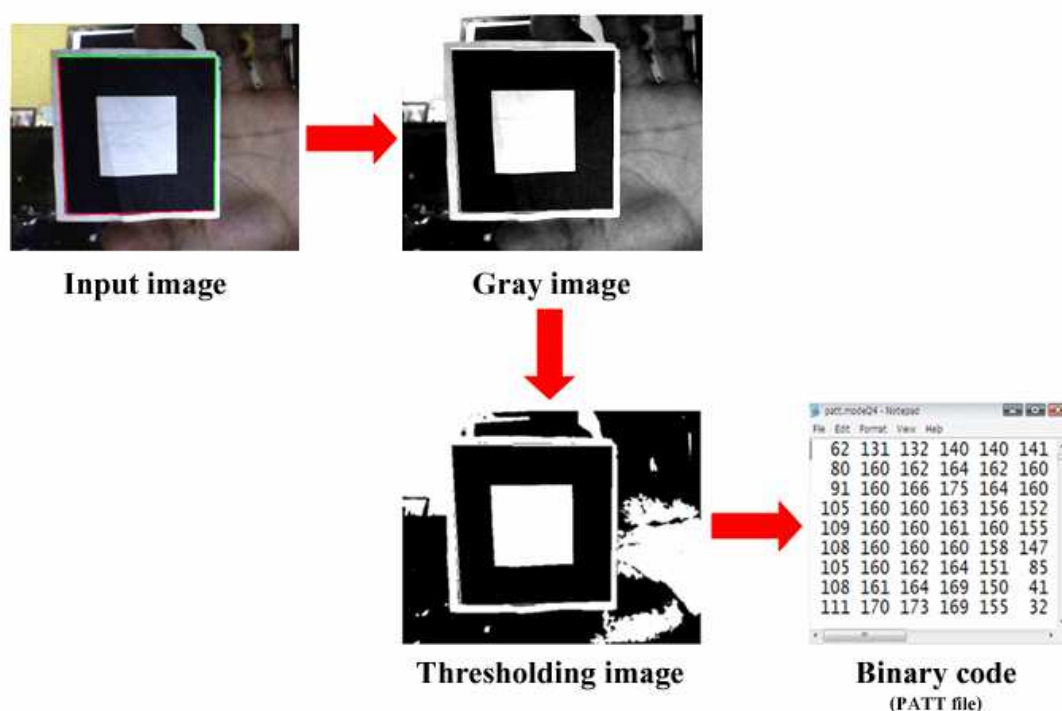 Input image
Gray image
patt.model24 - Notepad
File Edit Format View Help
62 131 132 140 140 141
80 160 162 164 162 160
91 160 166 175 164 160
105 160 160 163 156 152
109 160 160 161 160 155
108 160 160 160 158 147
105 160 162 164 151 85
108 161 164 169 150 41
111 170 173 169 155 32
Thresholding image
Binary code
(PATT file)